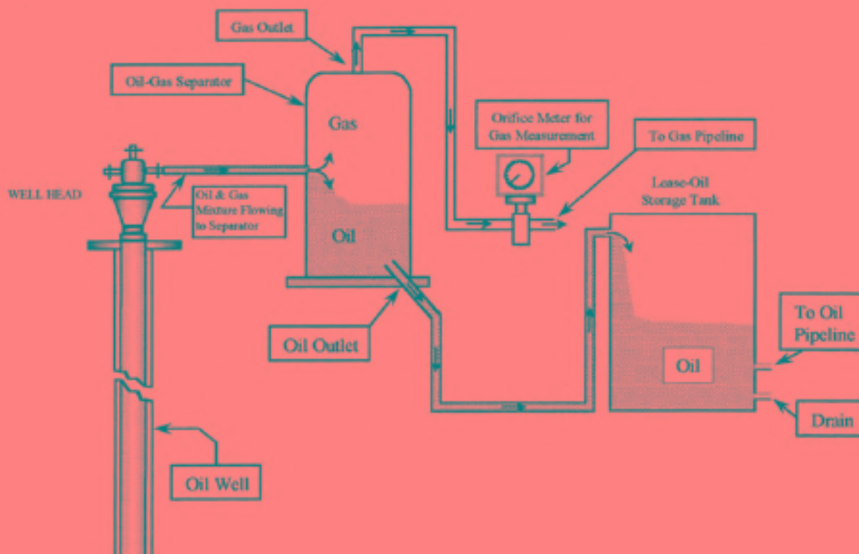 Gas Outlet
Oil-Gas Separator
Gas
Orifice Meter for
Gas Measurement
To Gas Pipeline
WELL HEAD
Oil & Gas
Mixture Flowing
to Separator
Lease-Oil
Storage Tank
Oil
To Oil
Pipeline
Oil Outlet
Oil
Drain
Oil Well